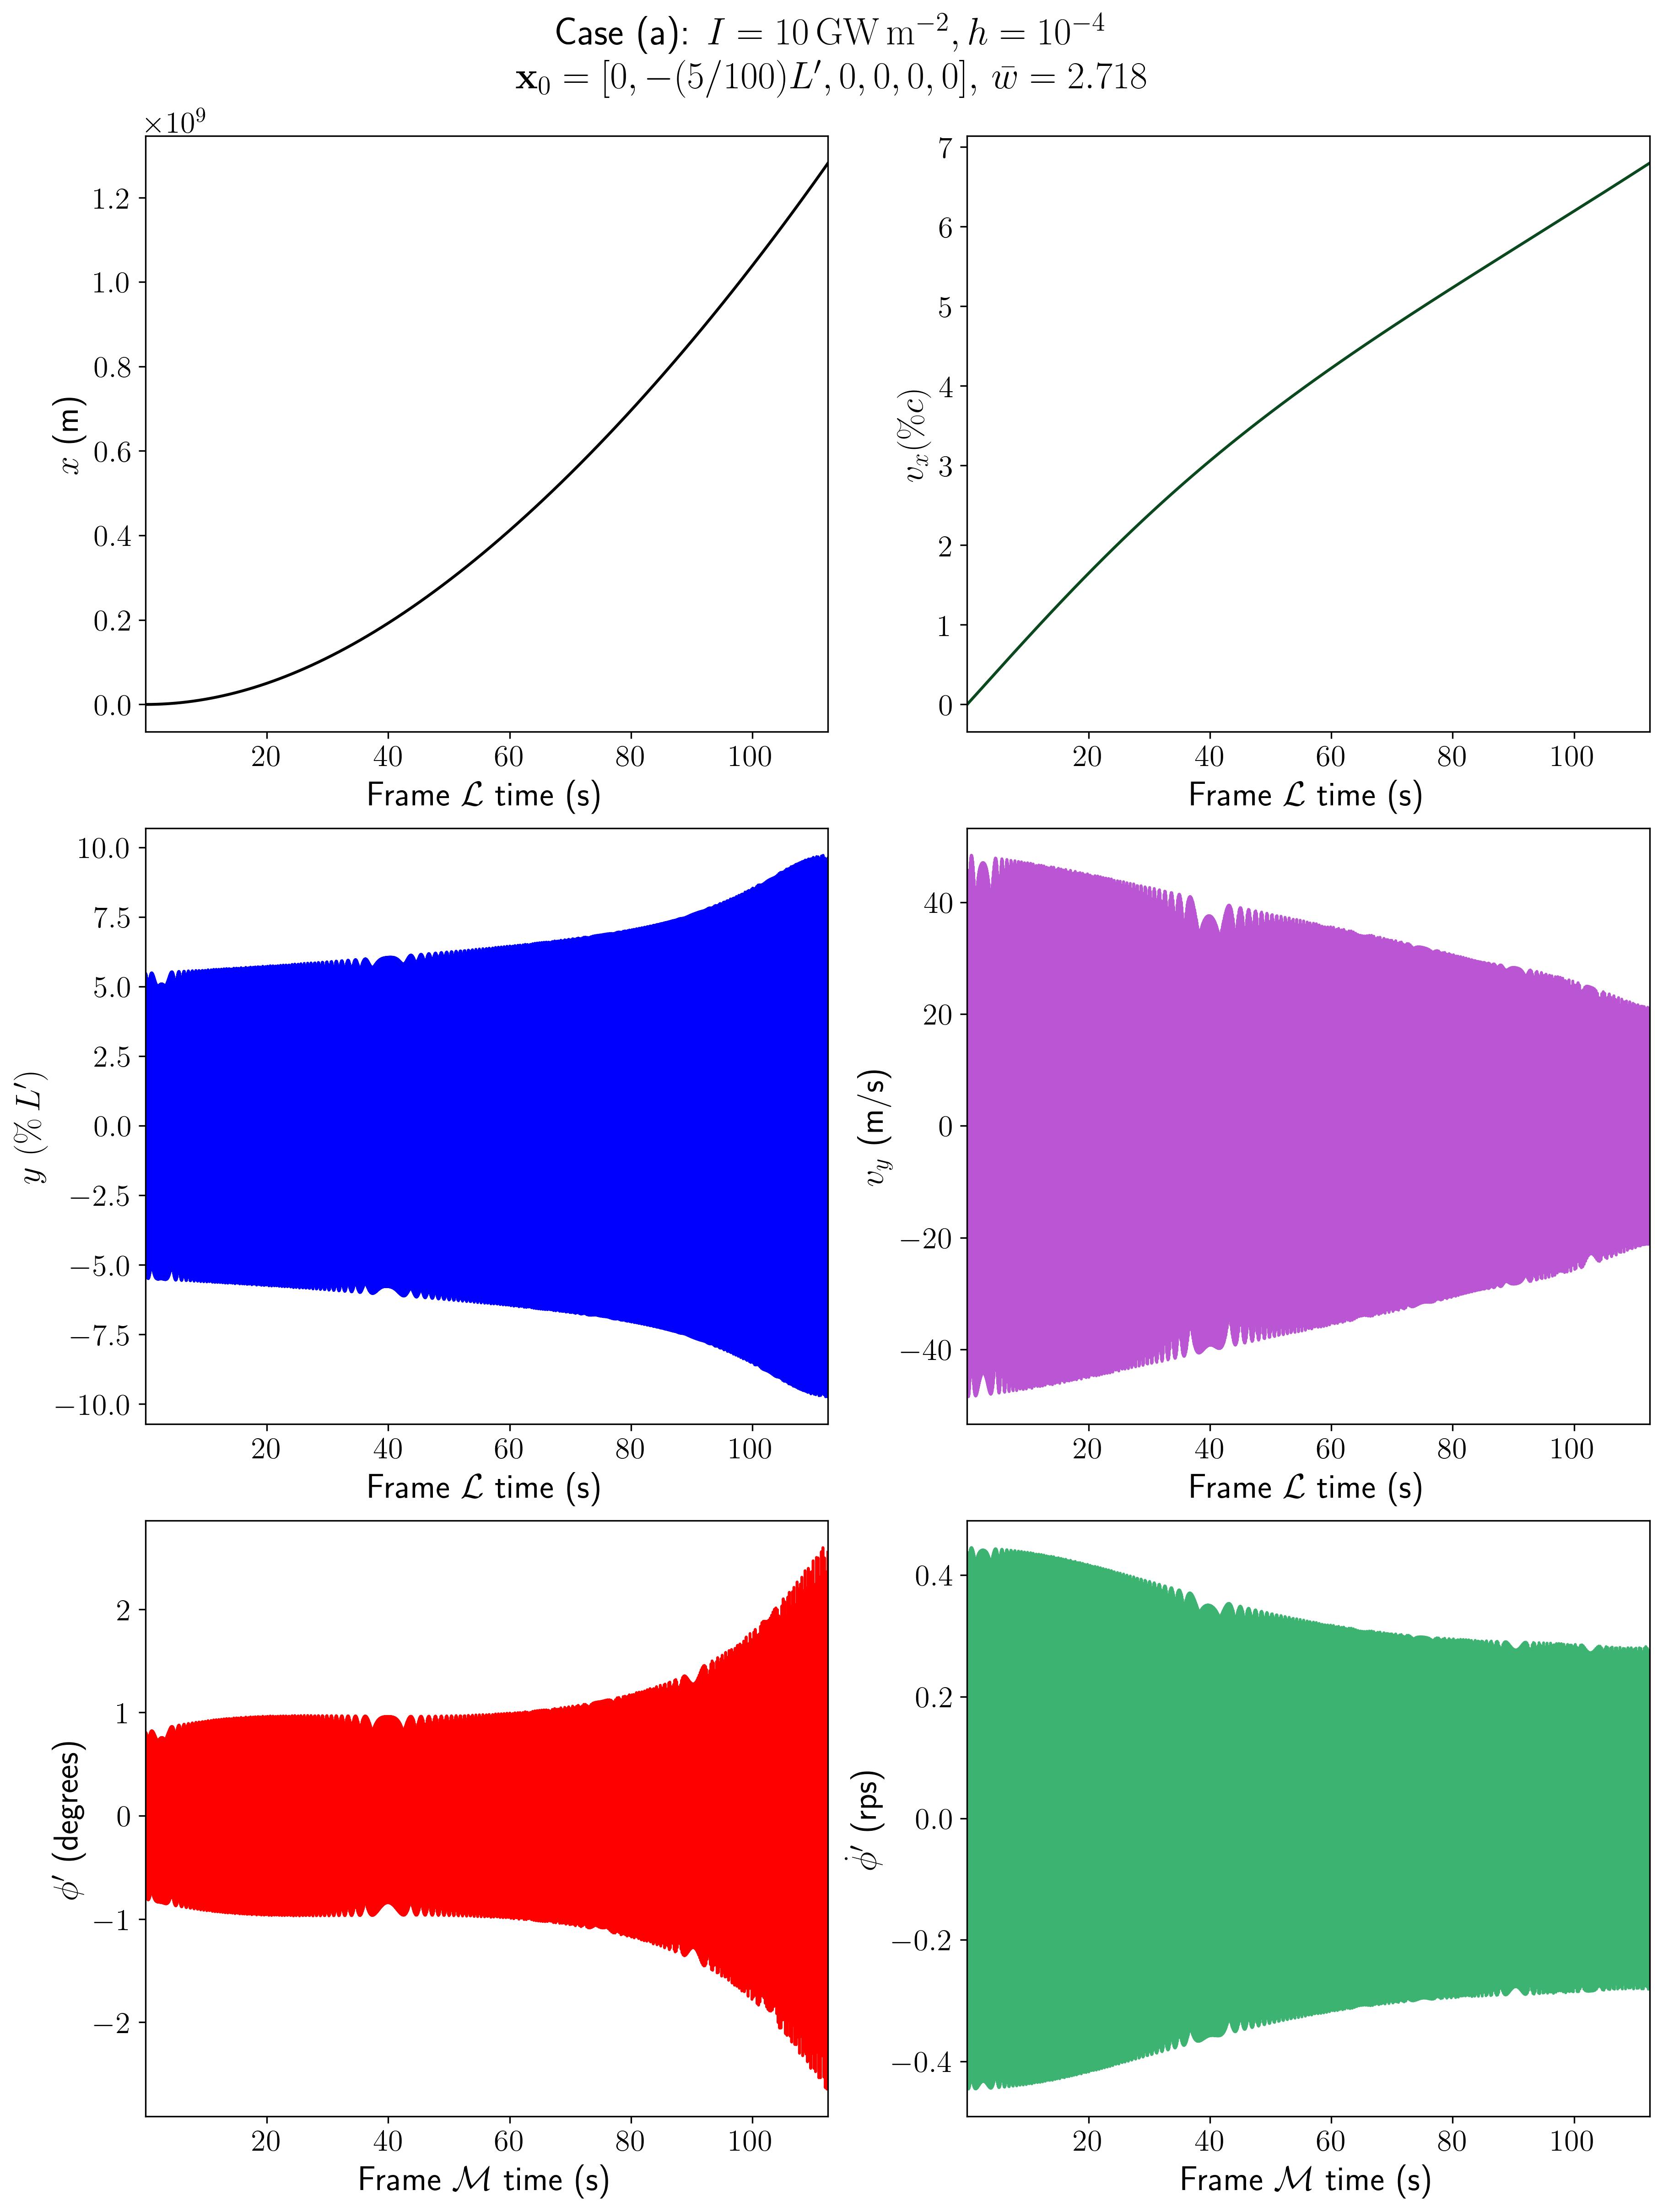 Case (a): I = 10 GW m⁻², h = 10⁻⁴
x₀ = [0, −(5/100)L′, 0, 0, 0, 0], w̄ = 2.718
×10⁹
x (m)
1.2
1.0
0.8
0.6
0.4
0.2
0.0
20 40 60 80 100
Frame ℒ time (s)
vₓ(%c)
7
6
5
4
3
2
1
0
20 40 60 80 100
Frame ℒ time (s)
y (% L′)
10.0
7.5
5.0
2.5
0.0
−2.5
−5.0
−7.5
−10.0
20 40 60 80 100
Frame ℒ time (s)
v_y (m/s)
40
20
0
−20
−40
20 40 60 80 100
Frame ℒ time (s)
ϕ′ (degrees)
2
1
0
−1
−2
20 40 60 80 100
Frame ℳ time (s)
ϕ̇′ (rps)
0.4
0.2
0.0
−0.2
−0.4
20 40 60 80 100
Frame ℳ time (s)